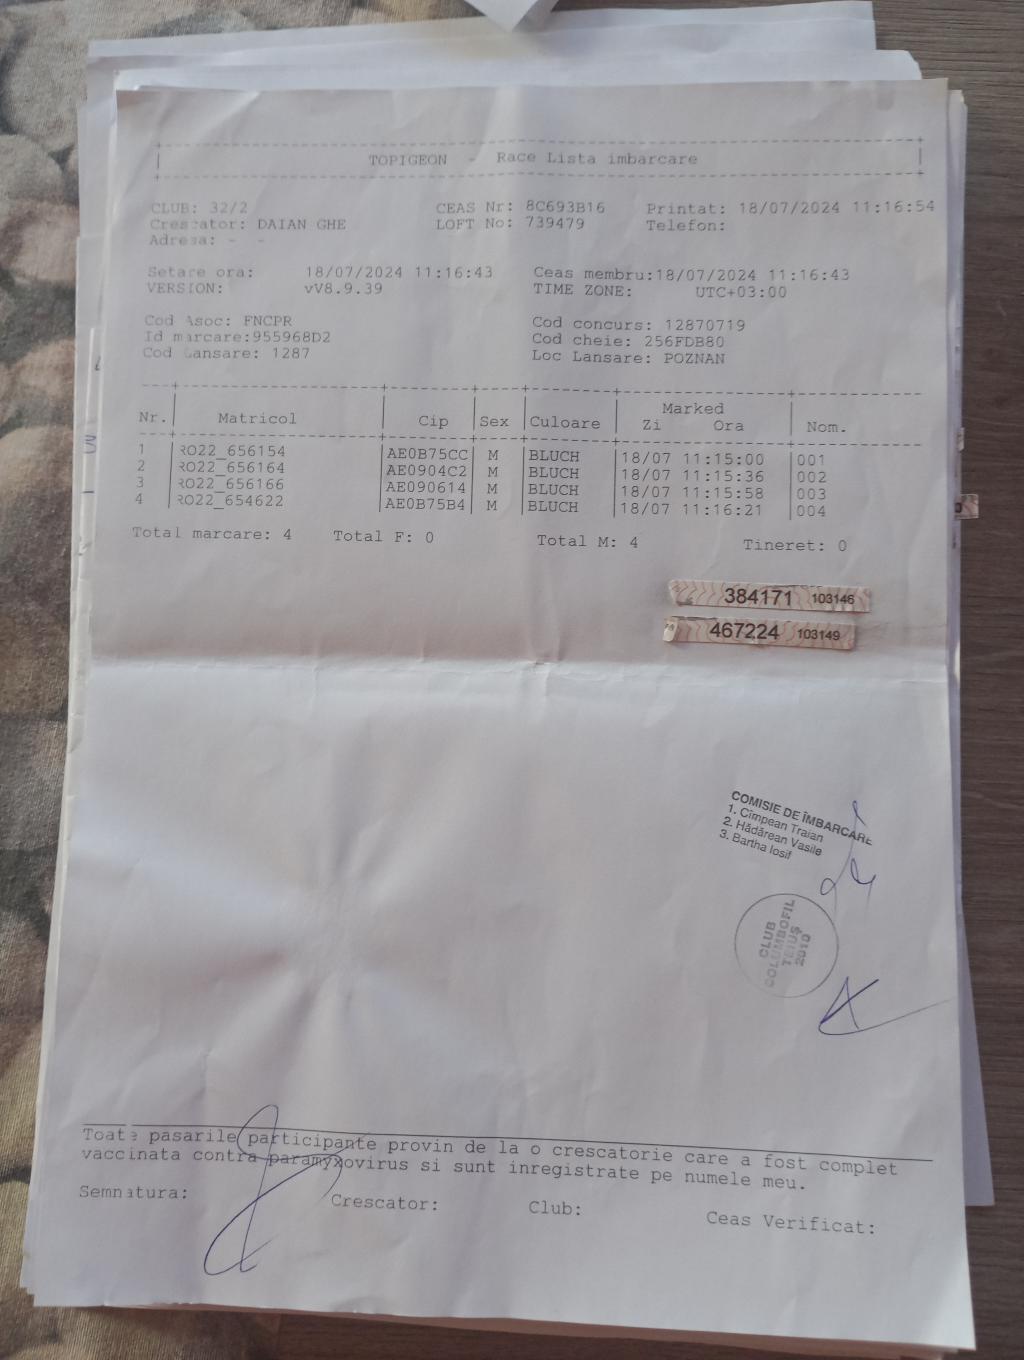 TOPIGEON - Race Lista imbarcare
CLUB: 32/2 CEAS Nr: 8C693B16 Printat: 18/07/2024 11:16:54
Crescator: DAIAN GHE LOFT No: 739479 Telefon:
Adresa: - -
Setare ora: 18/07/2024 11:16:43 Ceas membru:18/07/2024 11:16:43
VERSION: vV8.9.39 TIME ZONE: UTC+03:00
Cod Asoc: FNCPR Cod concurs: 12870719
Id marcare:955968D2 Cod cheie: 256FDB80
Cod Lansare: 1287 Loc Lansare: POZNAN
Marked
Nr. Matricol Cip Sex Culoare Zi Ora Nom.
1 RO22_656154 AE0B75CC M BLUCH 18/07 11:15:00 001
2 RO22_656164 AE0904C2 M BLUCH 18/07 11:15:36 002
3 RO22_656166 AE090614 M BLUCH 18/07 11:15:58 003
4 RO22_654622 AE0B75B4 M BLUCH 18/07 11:16:21 004
Total marcare: 4 Total F: 0 Total M: 4 Tineret: 0
384171 103146
467224 103149
COMISIE DE ÎMBARCARE
1. Cîmpean Traian
2. Hădărean Vasile
3. Bartha Iosif
CLUB
COLUMBOFIL
TEIUȘ
2010
Toate pasarile participante provin de la o crescatorie care a fost complet
vaccinata contra paramyxovirus si sunt inregistrate pe numele meu.
Semnatura: Crescator: Club: Ceas Verificat: